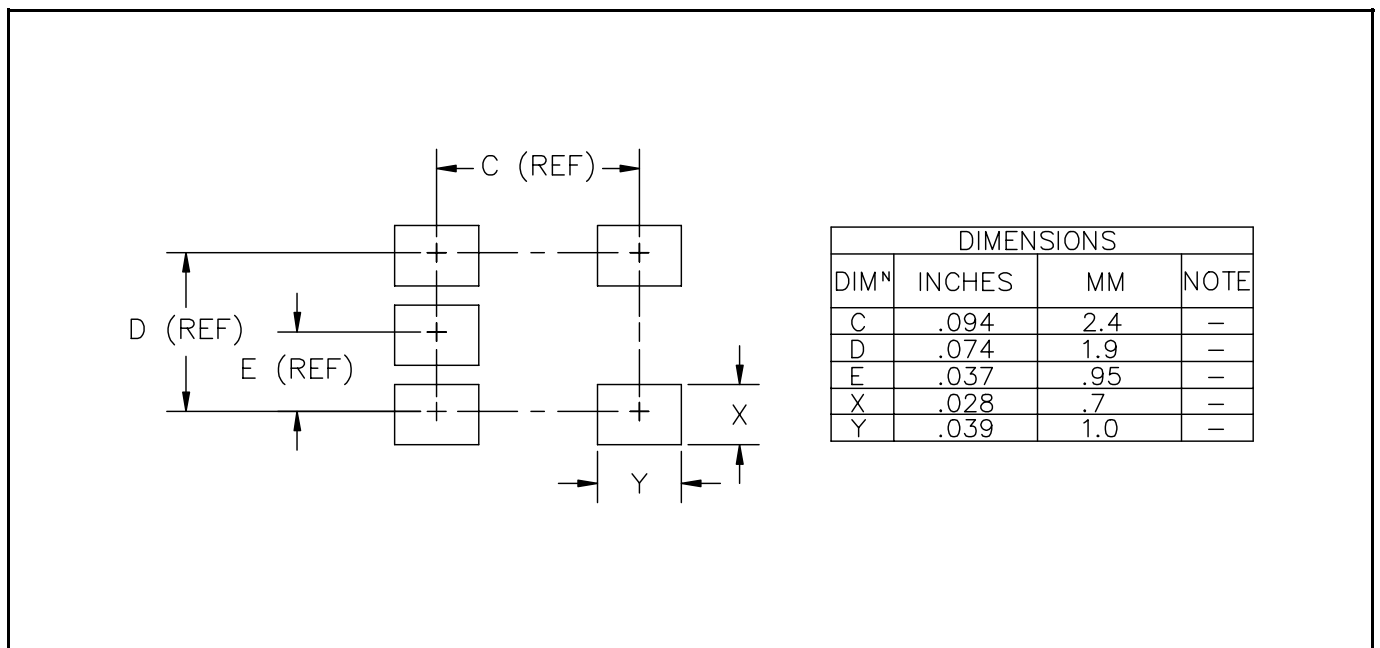 C (REF)
D (REF)
E (REF)
X
Y
DIMENSIONS
DIMᴺ INCHES MM NOTE
C .094 2.4 –
D .074 1.9 –
E .037 .95 –
X .028 .7 –
Y .039 1.0 –